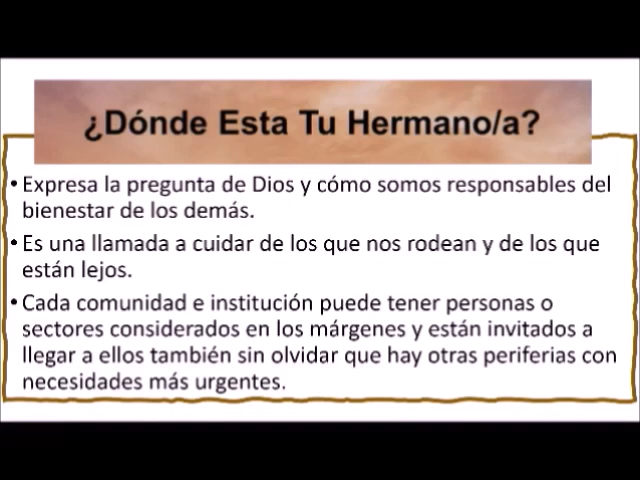 ¿Dónde Esta Tu Hermano/a?
• Expresa la pregunta de Dios y cómo somos responsables del
bienestar de los demás.
• Es una llamada a cuidar de los que nos rodean y de los que
están lejos.
• Cada comunidad e institución puede tener personas o
sectores considerados en los márgenes y están invitados a
llegar a ellos también sin olvidar que hay otras periferias con
necesidades más urgentes.